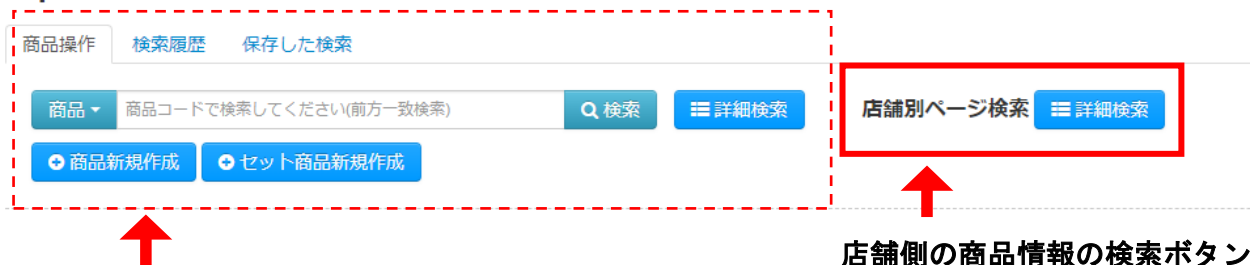 商品操作 検索履歴 保存した検索
商品 商品コードで検索してください(前方一致検索) 検索 詳細検索
店舗別ページ検索 詳細検索
商品新規作成 セット商品新規作成
店舗側の商品情報の検索ボタン